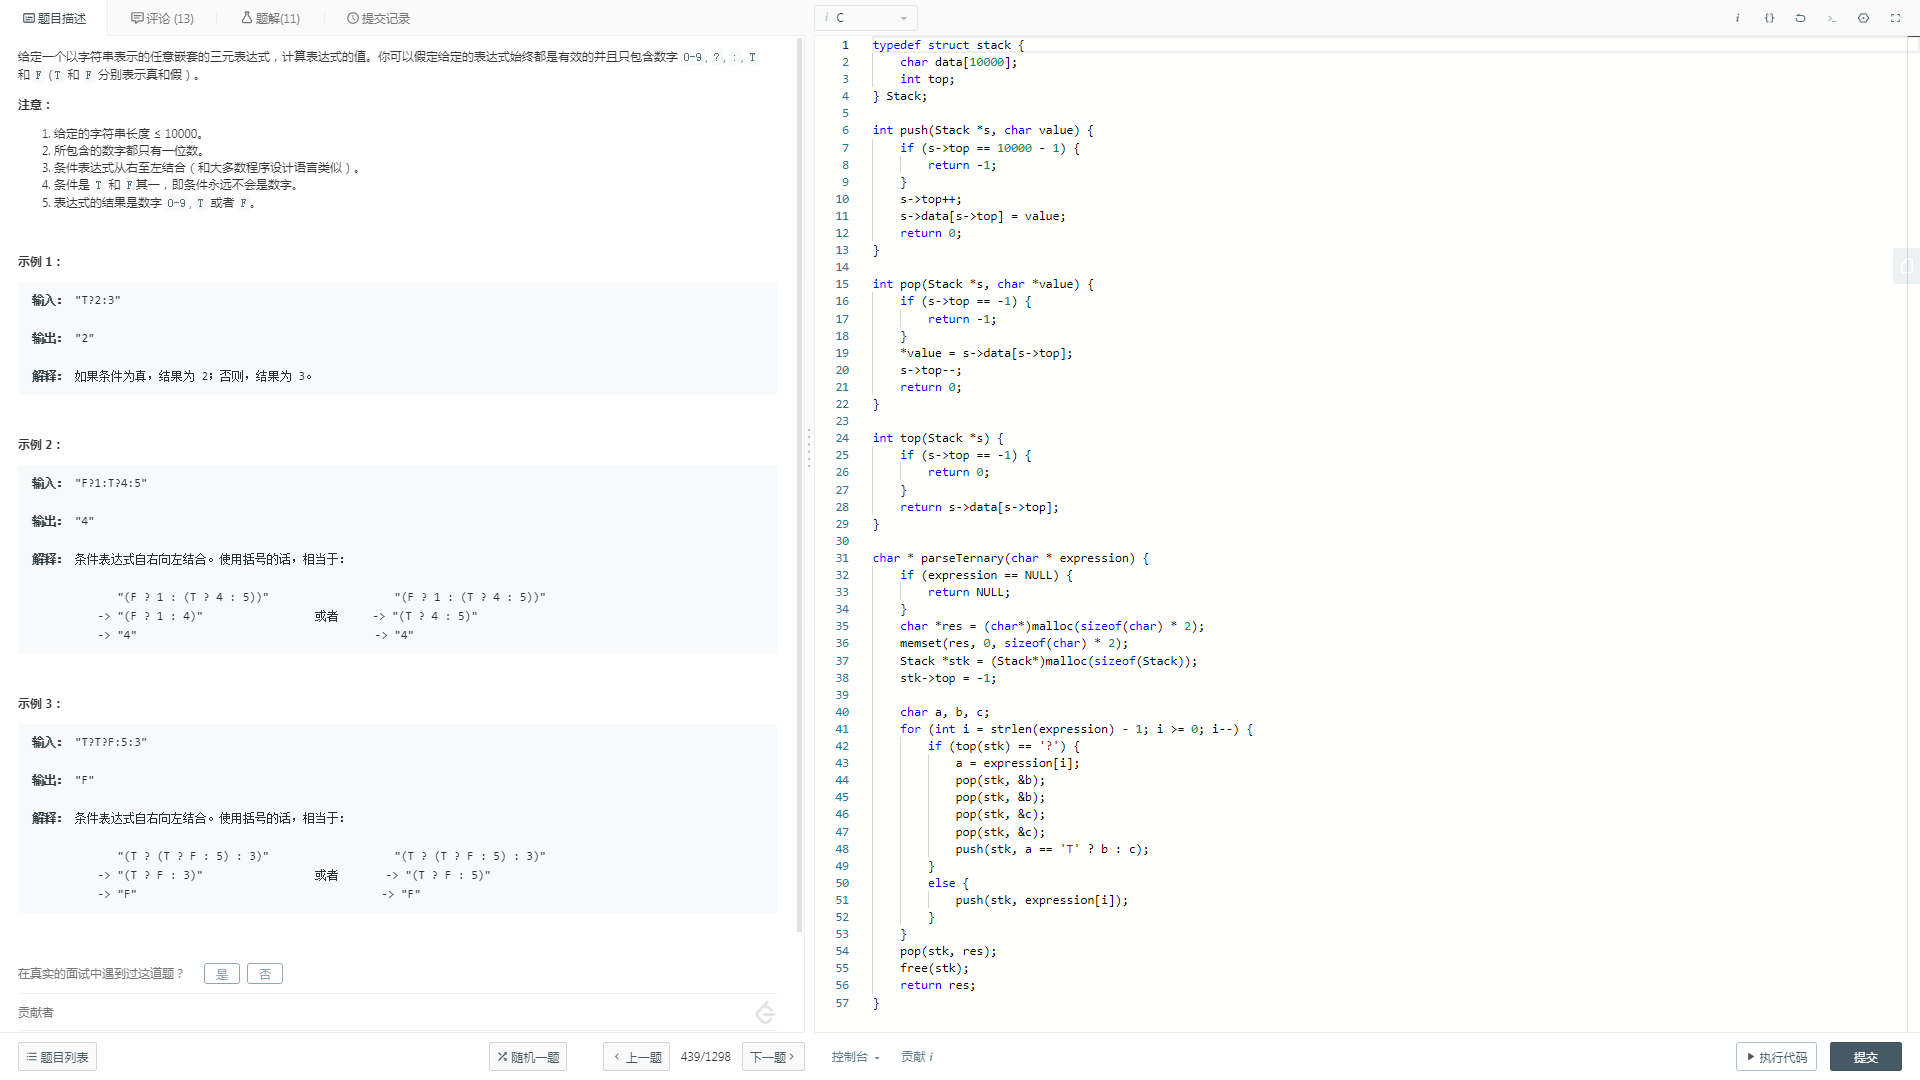 题目描述
评论 (13)
题解(11)
提交记录
给定一个以字符串表示的任意嵌套的三元表达式，计算表达式的值。你可以假定给定的表达式始终都是有效的并且只包含数字 0-9, ?, :, T
和 F (T 和 F 分别表示真和假）。
注意：
1. 给定的字符串长度 ≤ 10000。
2. 所包含的数字都只有一位数。
3. 条件表达式从右至左结合（和大多数程序设计语言类似）。
4. 条件是 T 和 F 其一，即条件永远不会是数字。
5. 表达式的结果是数字 0-9, T 或者 F。
示例 1：
输入: "T?2:3"
输出: "2"
解释: 如果条件为真，结果为 2；否则，结果为 3。
示例 2：
输入: "F?1:T?4:5"
输出: "4"
解释: 条件表达式自右向左结合。使用括号的话，相当于:
"(F ? 1 : (T ? 4 : 5))" "(F ? 1 : (T ? 4 : 5))"
-> "(F ? 1 : 4)" 或者 -> "(T ? 4 : 5)"
-> "4" -> "4"
示例 3：
输入: "T?T?F:5:3"
输出: "F"
解释: 条件表达式自右向左结合。使用括号的话，相当于:
"(T ? (T ? F : 5) : 3)" "(T ? (T ? F : 5) : 3)"
-> "(T ? F : 3)" 或者 -> "(T ? F : 5)"
-> "F" -> "F"
在真实的面试中遇到过这道题？ 是 否
贡献者
题目列表
随机一题
上一题
439/1298
下一题
i C
1 typedef struct stack {
2     char data[10000];
3     int top;
4 } Stack;
5
6 int push(Stack *s, char value) {
7     if (s->top == 10000 - 1) {
8         return -1;
9     }
10     s->top++;
11     s->data[s->top] = value;
12     return 0;
13 }
14
15 int pop(Stack *s, char *value) {
16     if (s->top == -1) {
17         return -1;
18     }
19     *value = s->data[s->top];
20     s->top--;
21     return 0;
22 }
23
24 int top(Stack *s) {
25     if (s->top == -1) {
26         return 0;
27     }
28     return s->data[s->top];
29 }
30
31 char * parseTernary(char * expression) {
32     if (expression == NULL) {
33         return NULL;
34     }
35     char *res = (char*)malloc(sizeof(char) * 2);
36     memset(res, 0, sizeof(char) * 2);
37     Stack *stk = (Stack*)malloc(sizeof(Stack));
38     stk->top = -1;
39
40     char a, b, c;
41     for (int i = strlen(expression) - 1; i >= 0; i--) {
42         if (top(stk) == '?') {
43             a = expression[i];
44             pop(stk, &b);
45             pop(stk, &b);
46             pop(stk, &c);
47             pop(stk, &c);
48             push(stk, a == 'T' ? b : c);
49         }
50         else {
51             push(stk, expression[i]);
52         }
53     }
54     pop(stk, res);
55     free(stk);
56     return res;
57 }
控制台
贡献 i
执行代码
提交